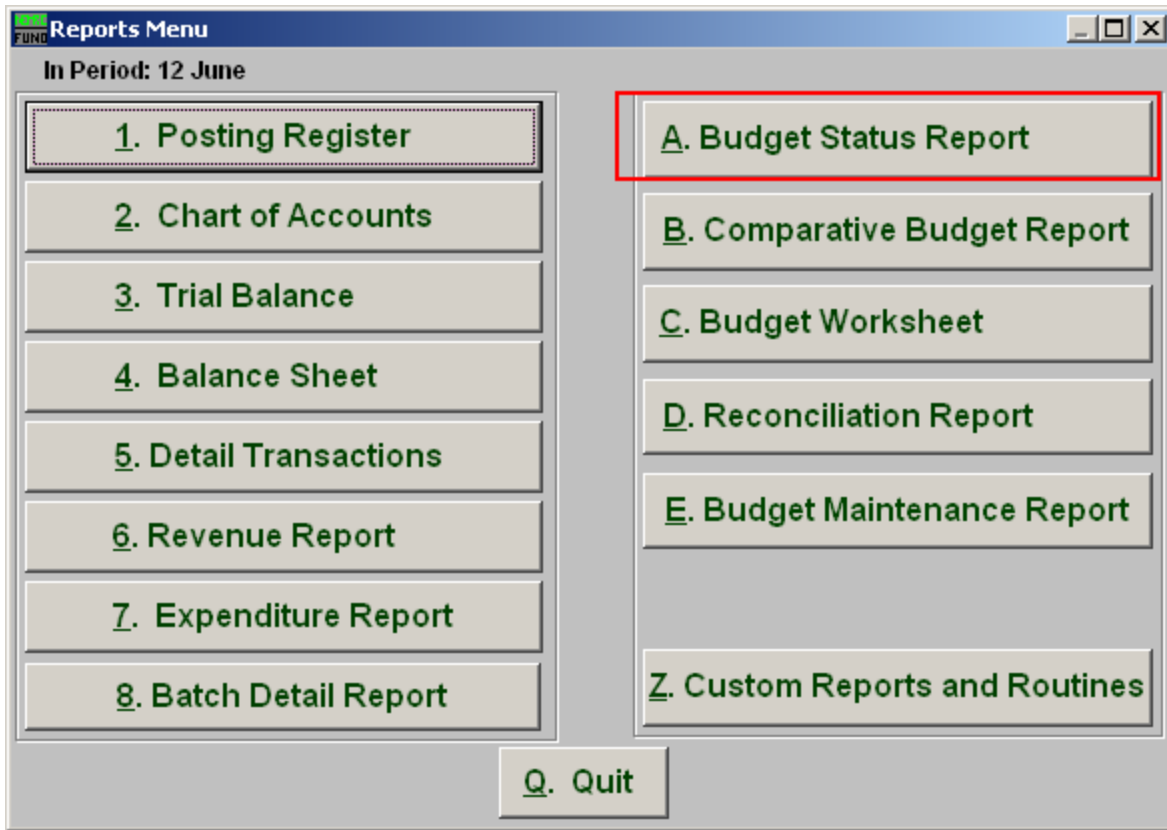 NEMRC
FUND
Reports Menu
In Period: 12 June
1. Posting Register
2. Chart of Accounts
3. Trial Balance
4. Balance Sheet
5. Detail Transactions
6. Revenue Report
7. Expenditure Report
8. Batch Detail Report
A. Budget Status Report
B. Comparative Budget Report
C. Budget Worksheet
D. Reconciliation Report
E. Budget Maintenance Report
Z. Custom Reports and Routines
Q. Quit